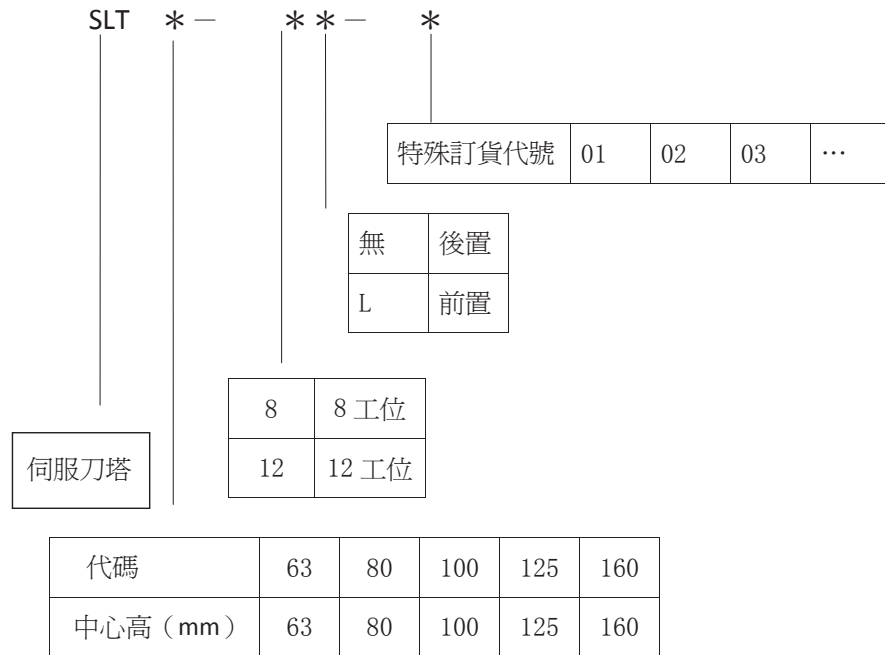 SLT ＊－ ＊＊－ ＊
特殊訂貨代號 01 02 03 …
無 後置
L 前置
8 8 工位
12 12 工位
伺服刀塔
代碼 63 80 100 125 160
中心高（mm） 63 80 100 125 160